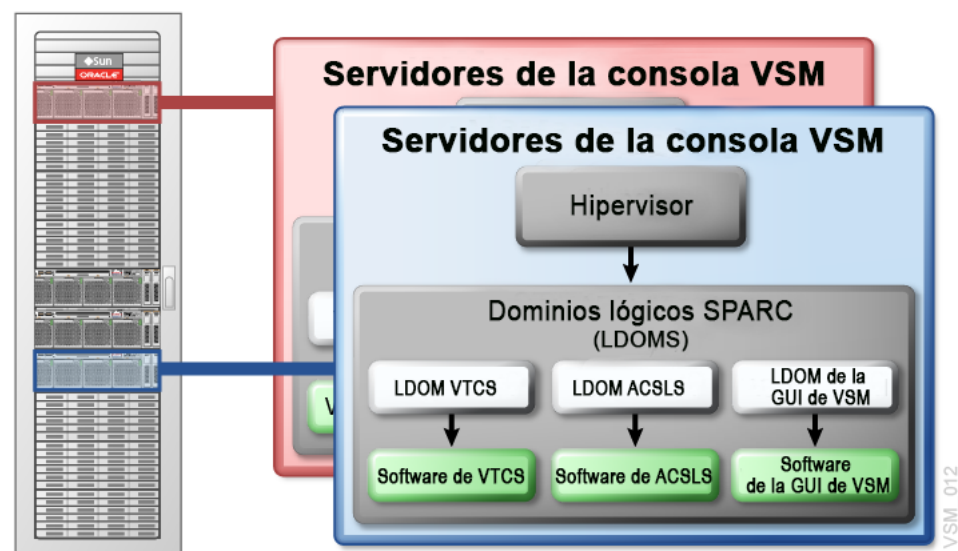 Sun
ORACLE
Servidores de la consola VSM
Servidores de la consola VSM
Hipervisor
Dominios lógicos SPARC
(LDOMS)
LDOM VTCS
LDOM ACSLS
LDOM de la
GUI de VSM
Software de VTCS
Software de ACSLS
Software
de la GUI de VSM
V
VSM 012